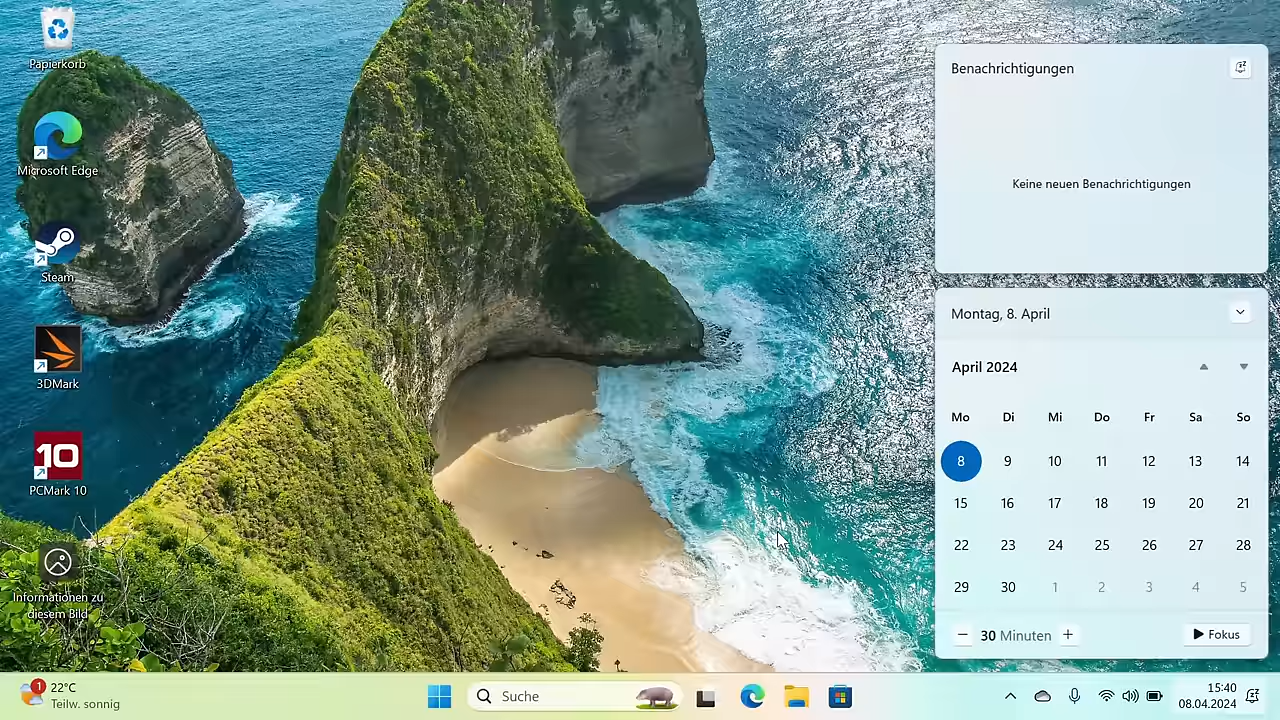 Papierkorb
Microsoft Edge
Steam
3DMark
10
PCMark 10
Informationen zu
diesem Bild
Benachrichtigungen
Keine neuen Benachrichtigungen
Montag, 8. April
April 2024
Mo Di Mi Do Fr Sa So
8 9 10 11 12 13 14
15 16 17 18 19 20 21
22 23 24 25 26 27 28
29 30 1 2 3 4 5
30 Minuten
Fokus
1
22°C
Teilw. sonnig
Suche
15:40
08.04.2024